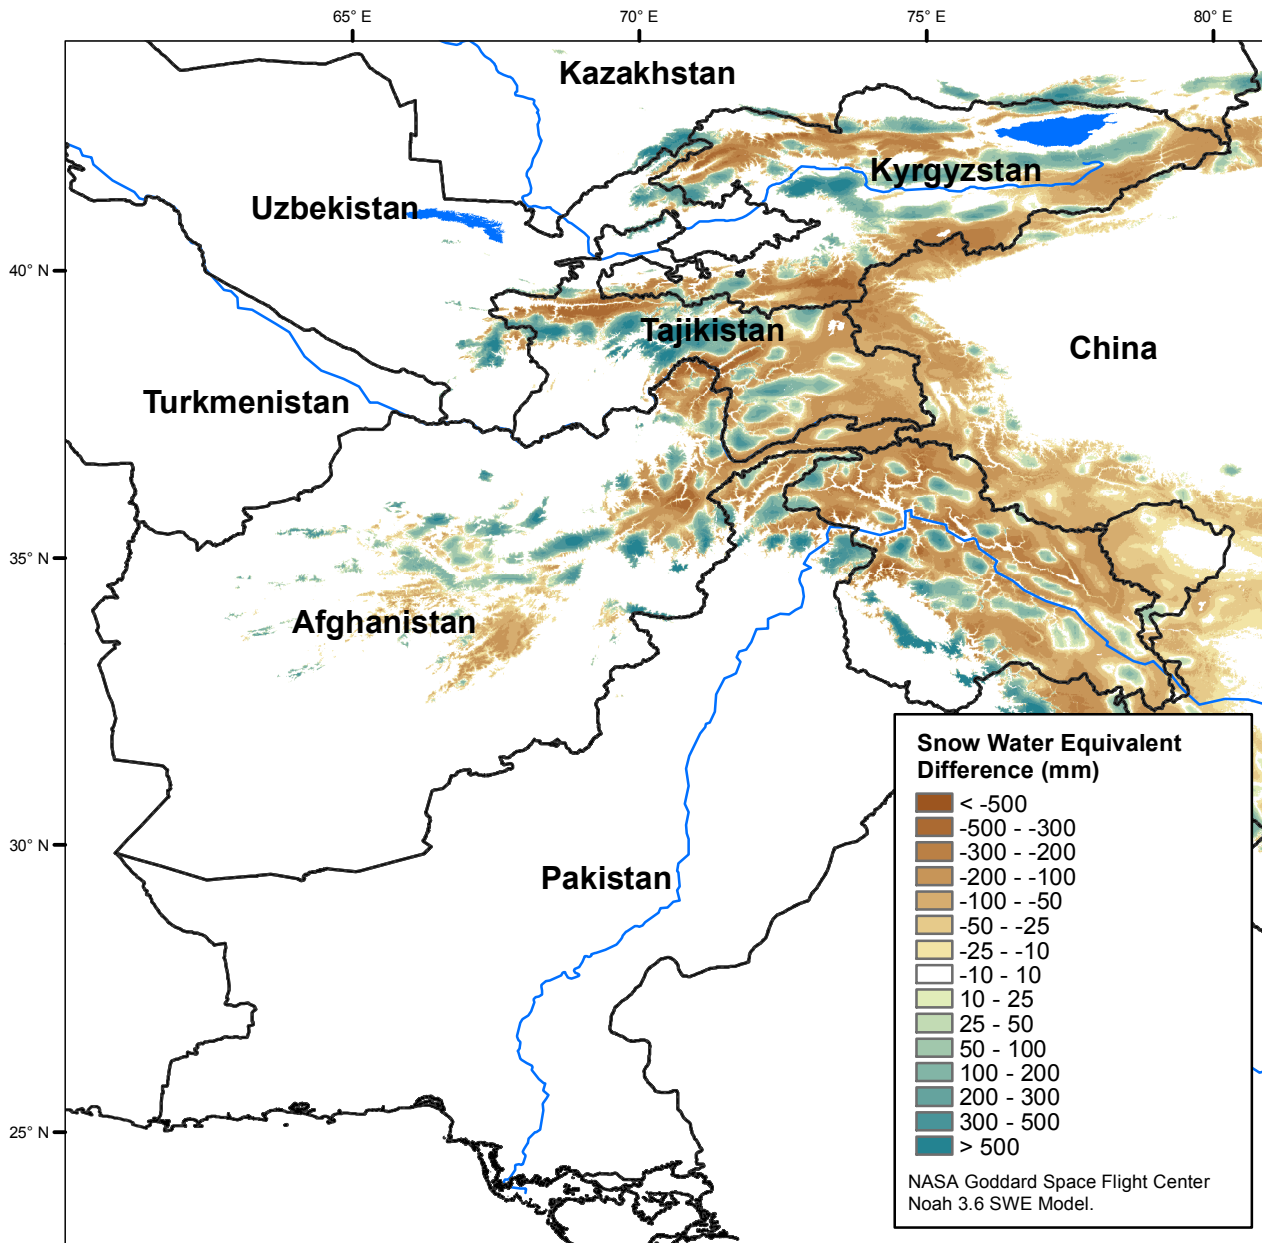 65° E
70° E
75° E
80° E
Kazakhstan
Kyrgyzstan
Uzbekistan
40° N
Tajikistan
China
Turkmenistan
35° N
Afghanistan
Snow Water Equivalent
Difference (mm)
< -500
-500 - -300
-300 - -200
-200 - -100
-100 - -50
-50 - -25
-25 - -10
-10 - 10
10 - 25
25 - 50
50 - 100
100 - 200
200 - 300
300 - 500
> 500
NASA Goddard Space Flight Center
Noah 3.6 SWE Model.
30° N
Pakistan
25° N